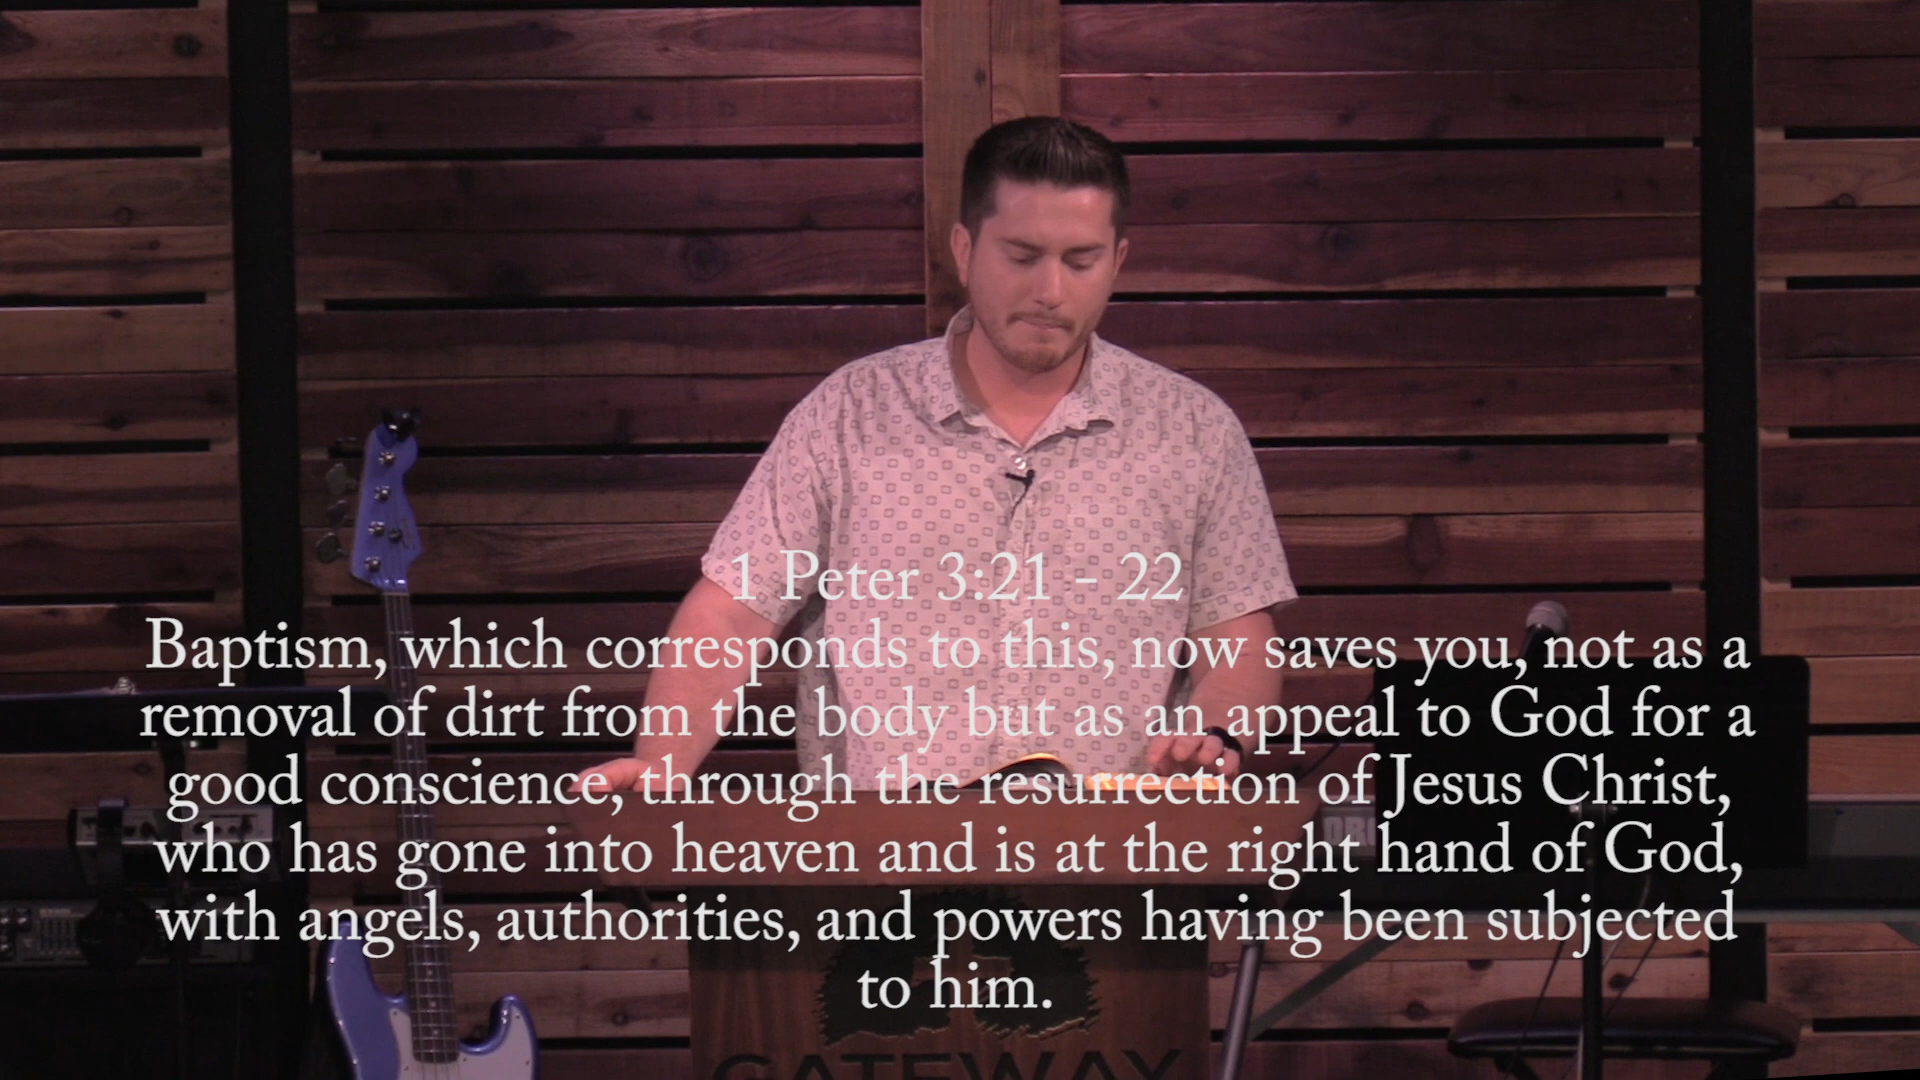 1 Peter 3:21 - 22
Baptism, which corresponds to this, now saves you, not as a
removal of dirt from the body but as an appeal to God for a
good conscience, through the resurrection of Jesus Christ,
who has gone into heaven and is at the right hand of God,
with angels, authorities, and powers having been subjected
to him.
GATEWAY